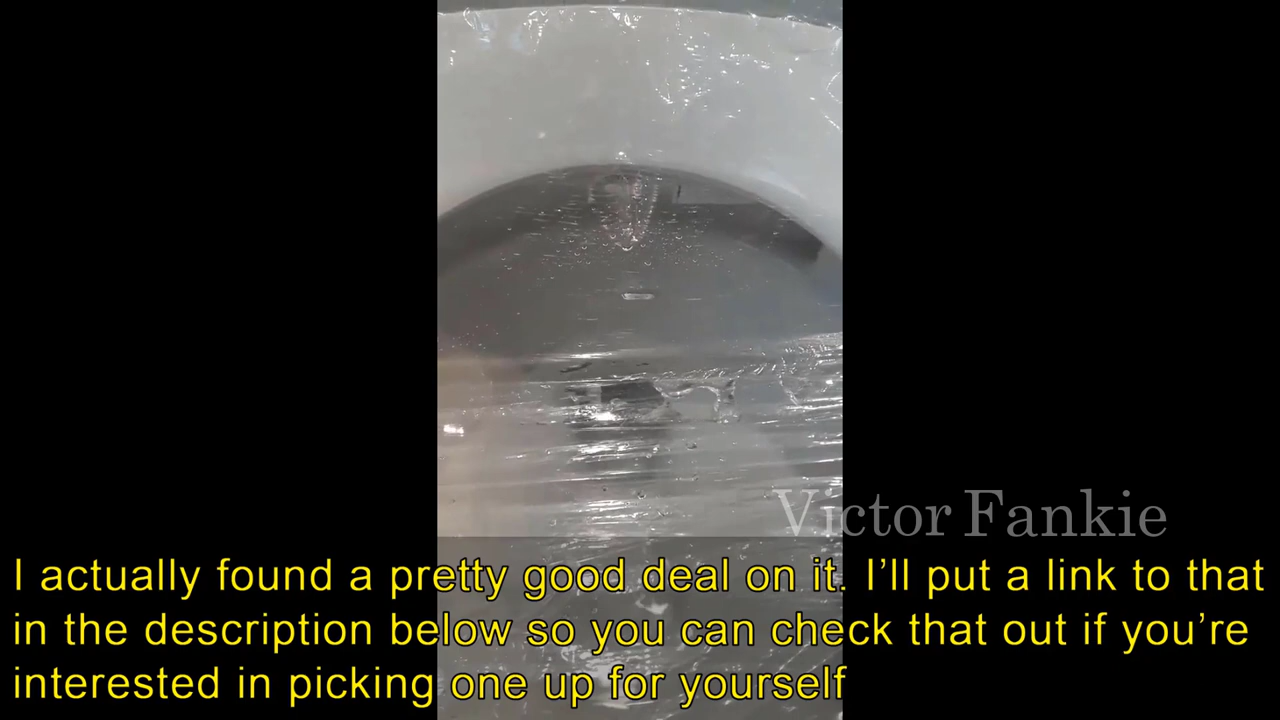 Victor Fankie
I actually found a pretty good deal on it. I’ll put a link to that
in the description below so you can check that out if you’re
interested in picking one up for yourself